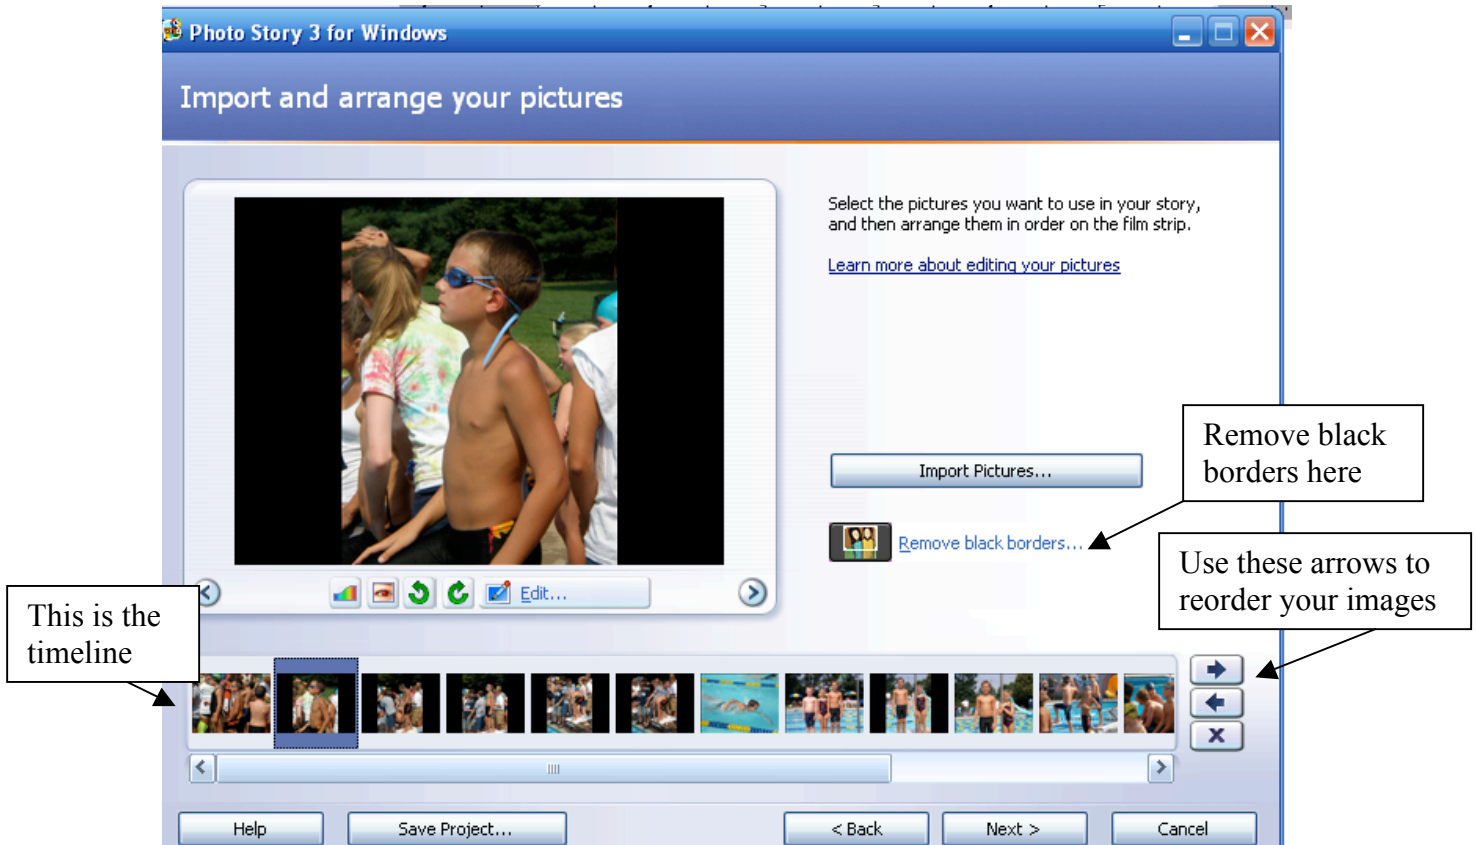 Photo Story 3 for Windows
Import and arrange your pictures
Select the pictures you want to use in your story,
and then arrange them in order on the film strip.
Learn more about editing your pictures
Import Pictures...
Remove black borders...
Remove black
borders here
Use these arrows to
reorder your images
Edit...
This is the
timeline
Help
Save Project...
< Back
Next >
Cancel